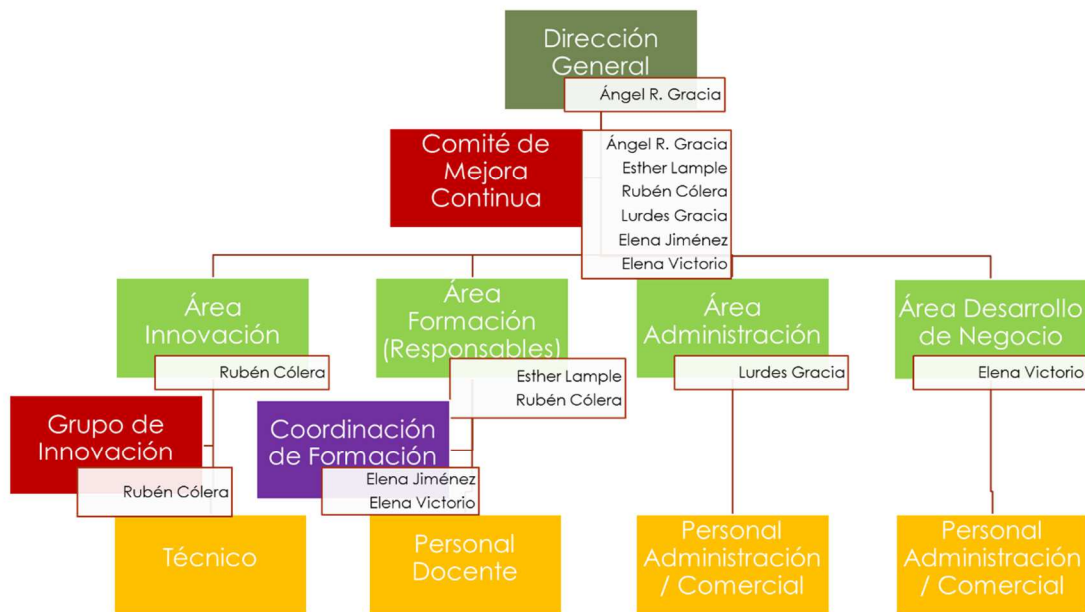 Dirección
General
Ángel R. Gracia
Comité de
Mejora
Continua
Ángel R. Gracia
Esther Lample
Rubén Cólera
Lurdes Gracia
Elena Jiménez
Elena Victorio
Área
Innovación
Rubén Cólera
Área
Formación
(Responsables)
Esther Lample
Rubén Cólera
Área
Administración
Lurdes Gracia
Área Desarrollo
de Negocio
Elena Victorio
Grupo de
Innovación
Rubén Cólera
Coordinación
de Formación
Elena Jiménez
Elena Victorio
Técnico
Personal
Docente
Personal
Administración
/ Comercial
Personal
Administración
/ Comercial